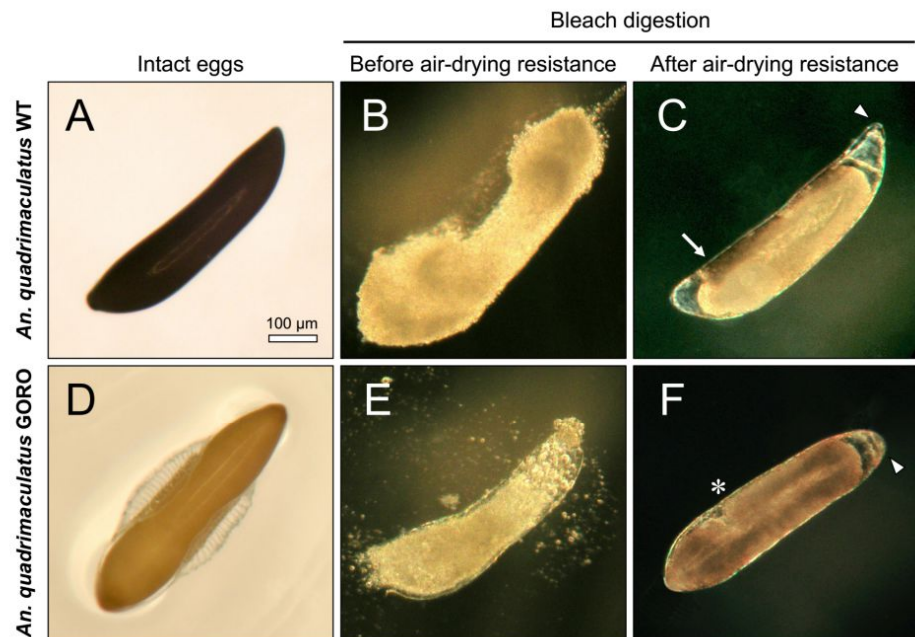 Bleach digestion
Intact eggs
Before air-drying resistance
After air-drying resistance
An. quadrimaculatus WT
A
100 µm
B
C
An. quadrimaculatus GORO
D
E
*
F